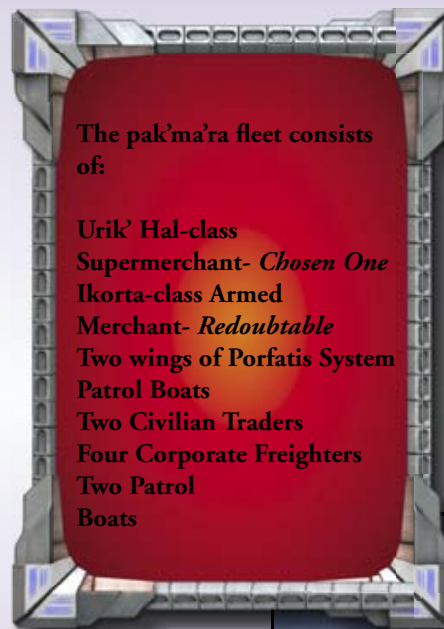 The pak'ma'ra fleet consists
of:
Urik' Hal-class
Supermerchant- Chosen One
Ikorta-class Armed
Merchant- Redoubtable
Two wings of Porfatis System
Patrol Boats
Two Civilian Traders
Four Corporate Freighters
Two Patrol
Boats